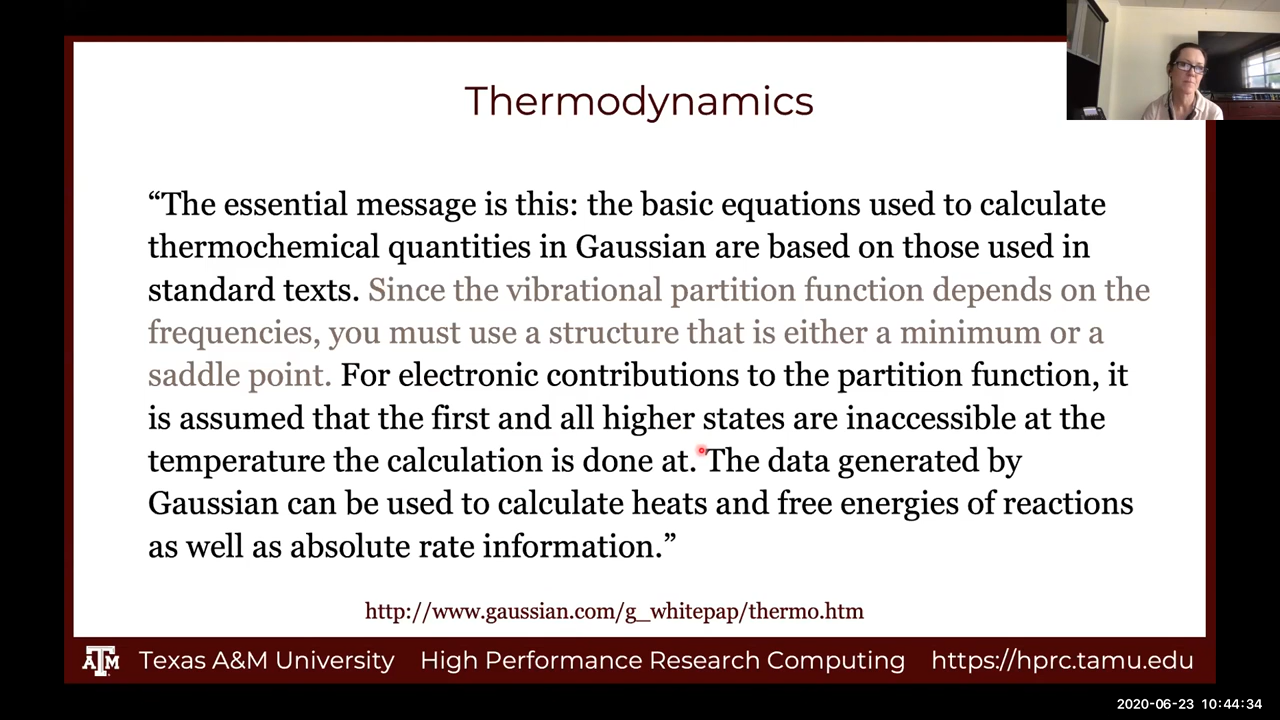 Thermodynamics
“The essential message is this: the basic equations used to calculate
thermochemical quantities in Gaussian are based on those used in
standard texts. Since the vibrational partition function depends on the
frequencies, you must use a structure that is either a minimum or a
saddle point. For electronic contributions to the partition function, it
is assumed that the first and all higher states are inaccessible at the
temperature the calculation is done at. The data generated by
Gaussian can be used to calculate heats and free energies of reactions
as well as absolute rate information.”
http://www.gaussian.com/g_whitepap/thermo.htm
ATM Texas A&M University High Performance Research Computing https://hprc.tamu.edu
2020-06-23 10:44:34